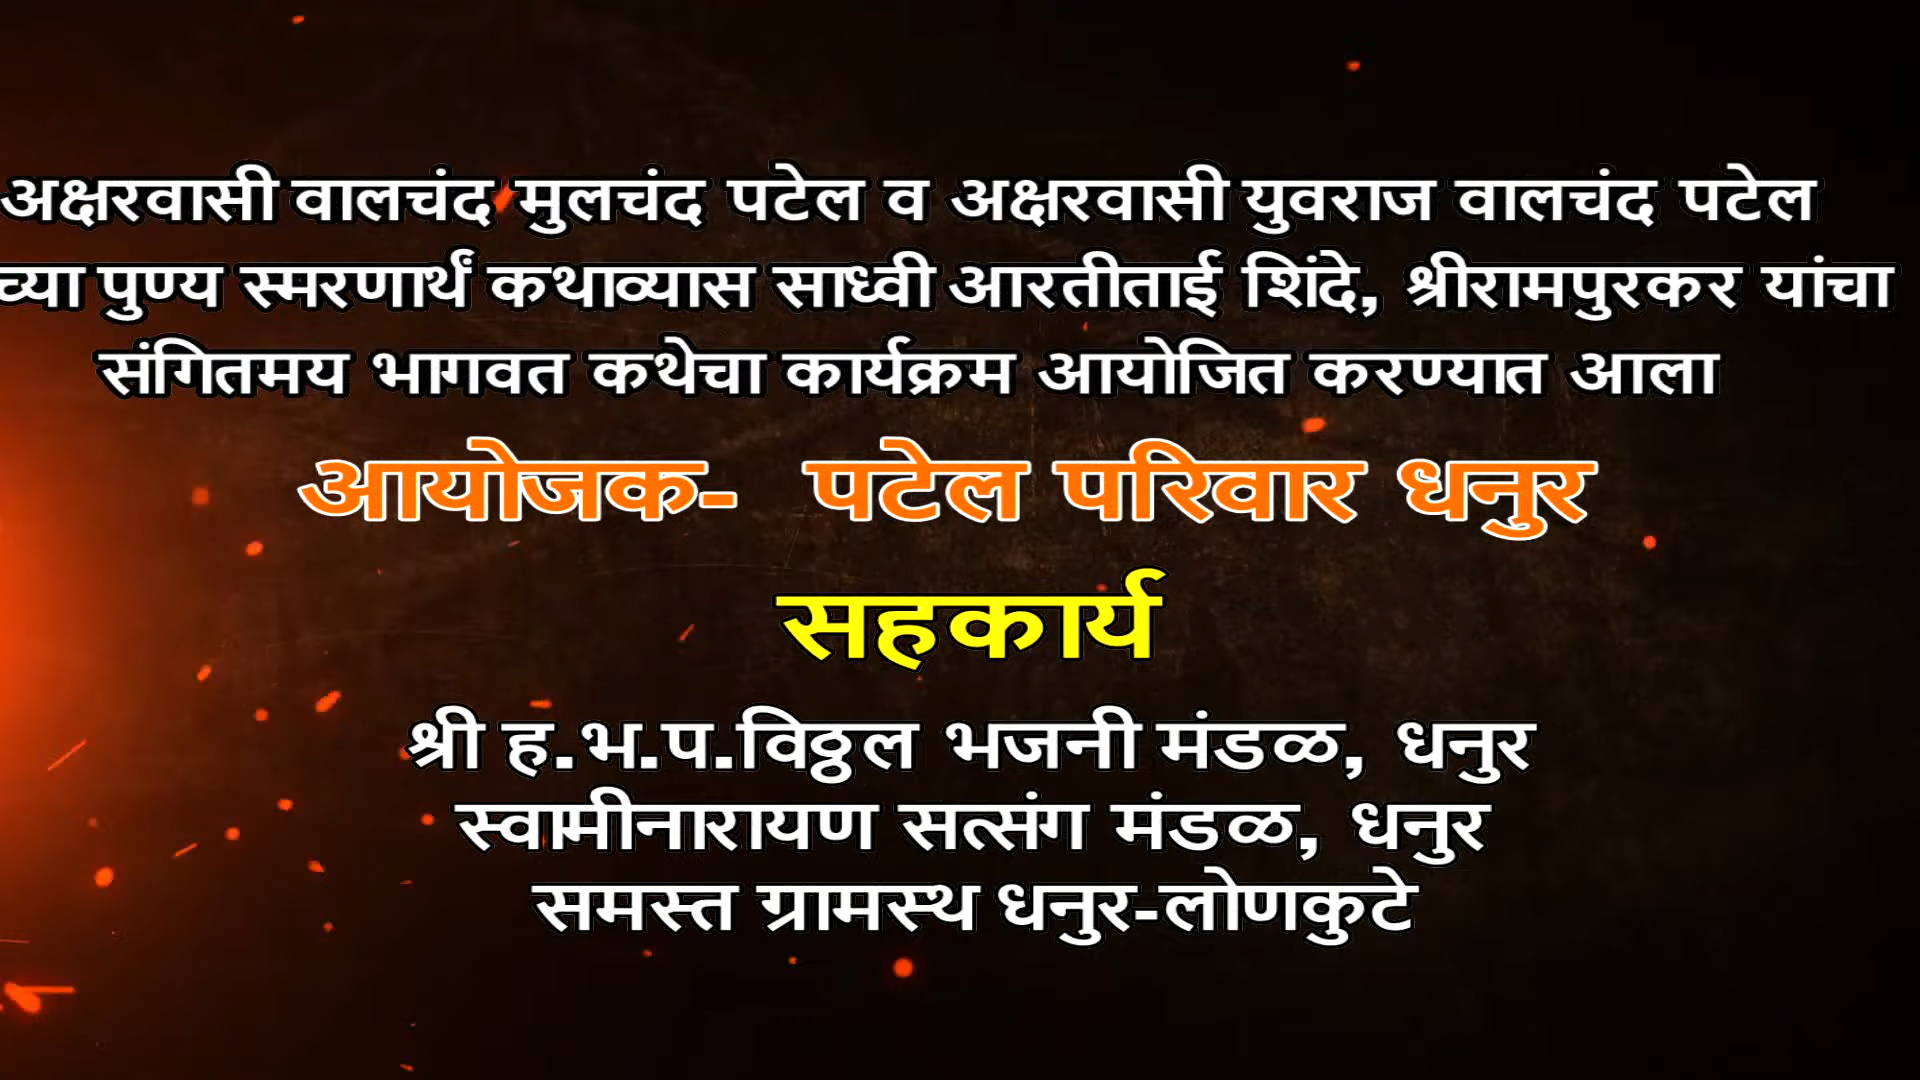 अक्षरवासी वालचंद मुलचंद पटेल व अक्षरवासी युवराज वालचंद पटेल
च्या पुण्य स्मरणार्थं कथाव्यास साध्वी आरतीताई शिंदे, श्रीरामपुरकर यांचा
संगितमय भागवत कथेचा कार्यक्रम आयोजित करण्यात आला
आयोजक- पटेल परिवार धनुर
सहकार्य
श्री ह.भ.प.विठ्ठल भजनी मंडळ, धनुर
स्वामीनारायण सत्संग मंडळ, धनुर
समस्त ग्रामस्थ धनुर-लोणकुटे